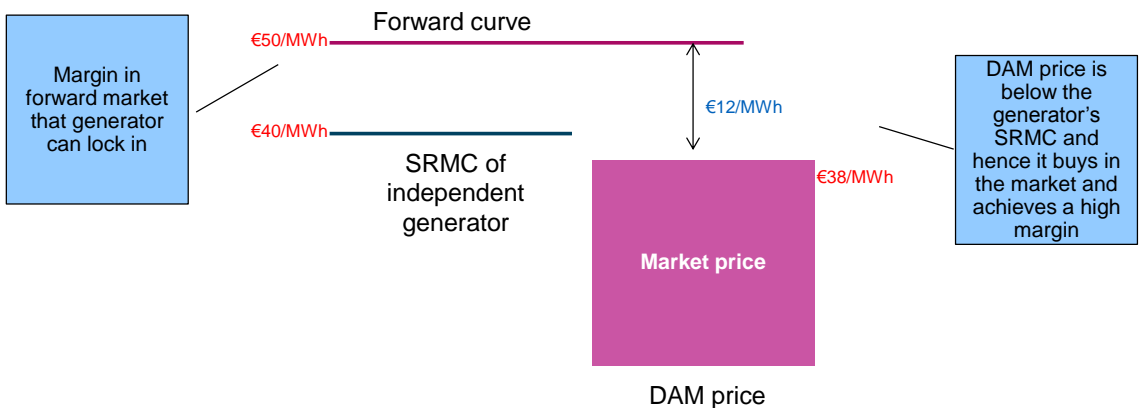 Forward curve
€50/MWh
Margin in
forward market
that generator
can lock in
€40/MWh
SRMC of
independent
generator
€12/MWh
€38/MWh
Market price
DAM price
DAM price is
below the
generator's
SRMC and
hence it buys in
the market and
achieves a high
margin